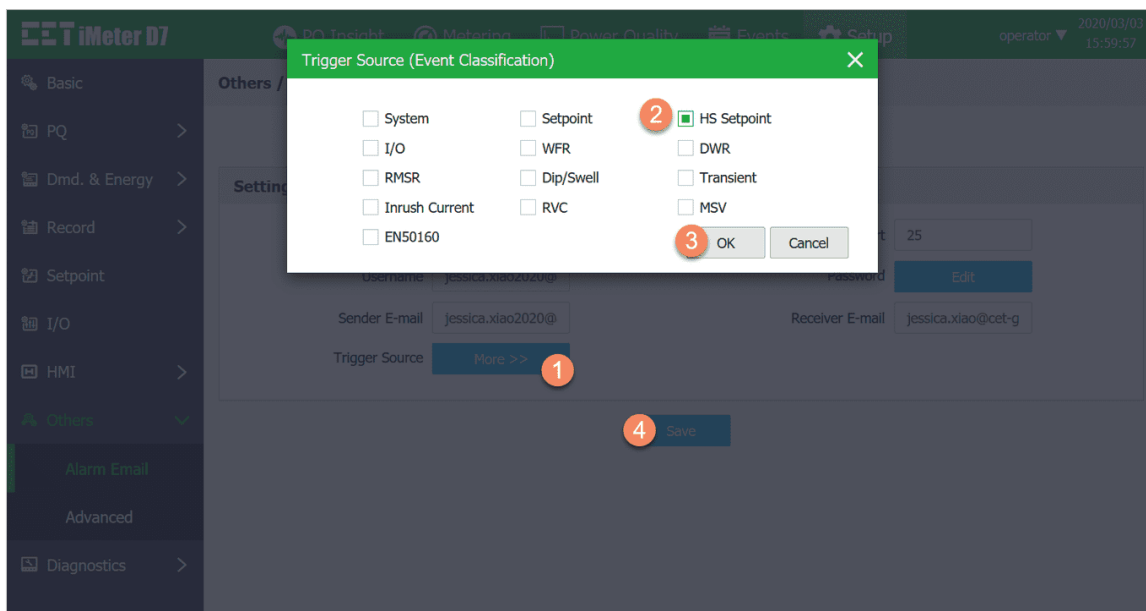 CET iMeter D7
PQ Insight Metering Power Quality Events Setup operator ▼ 2020/03/03
15:59:57
Trigger Source (Event Classification)
Basic
Others /
System Setpoint 2 HS Setpoint
PQ
I/O WFR DWR
Dmd. & Energy
Setting
RMSR Dip/Swell Transient
Inrush Current RVC MSV
Record
EN50160 3 OK Cancel
25
Setpoint
Username jessica.xiao2020@ Password Edit
I/O
Sender E-mail jessica.xiao2020@ Receiver E-mail jessica.xiao@cet-g
HMI
Trigger Source More >> 1
Others
4 Save
Alarm Email
Advanced
Diagnostics